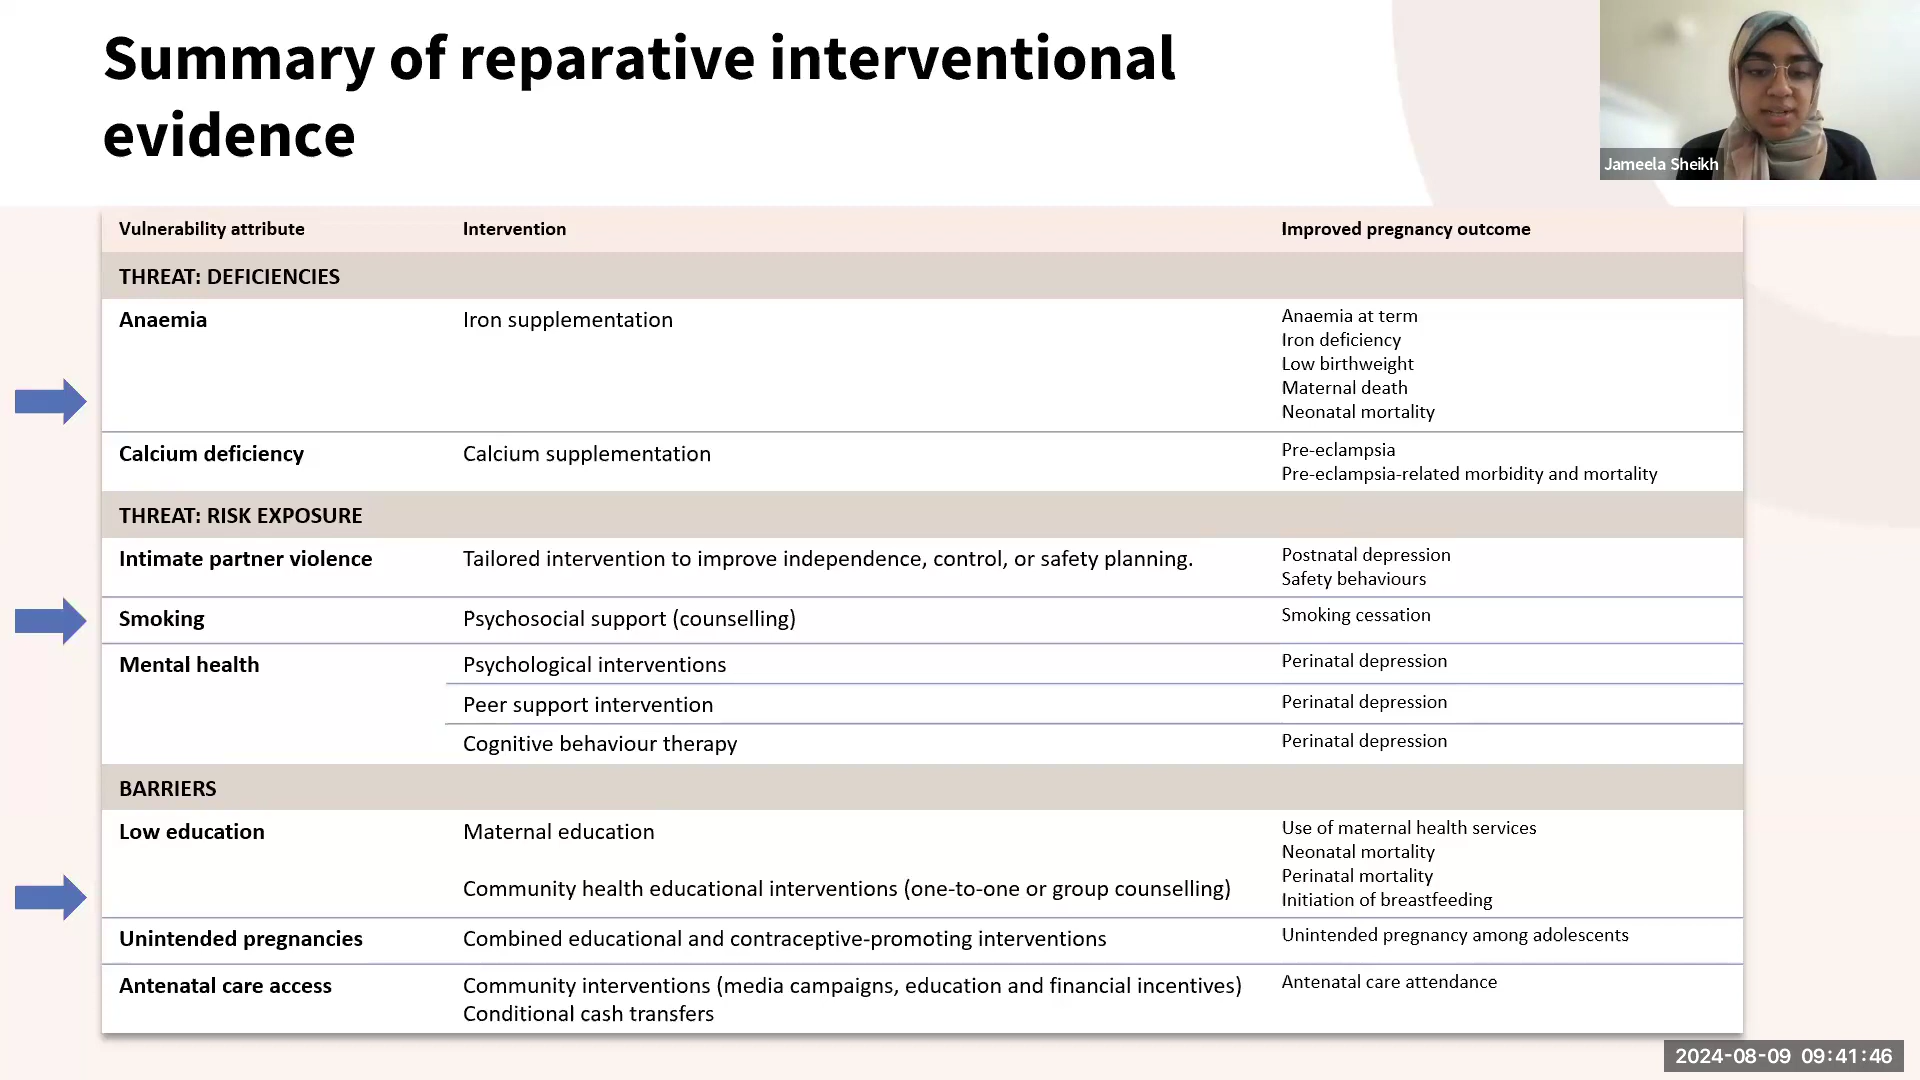 Summary of reparative interventional
evidence
Jameela Sheikh
Vulnerability attribute Intervention Improved pregnancy outcome
THREAT: DEFICIENCIES
Anaemia Iron supplementation Anaemia at term
Iron deficiency
Low birthweight
Maternal death
Neonatal mortality
Calcium deficiency Calcium supplementation Pre-eclampsia
Pre-eclampsia-related morbidity and mortality
THREAT: RISK EXPOSURE
Intimate partner violence Tailored intervention to improve independence, control, or safety planning. Postnatal depression
Safety behaviours
Smoking Psychosocial support (counselling) Smoking cessation
Mental health Psychological interventions Perinatal depression
Peer support intervention Perinatal depression
Cognitive behaviour therapy Perinatal depression
BARRIERS
Low education Maternal education Use of maternal health services
Neonatal mortality
Perinatal mortality
Community health educational interventions (one-to-one or group counselling) Initiation of breastfeeding
Unintended pregnancies Combined educational and contraceptive-promoting interventions Unintended pregnancy among adolescents
Antenatal care access Community interventions (media campaigns, education and financial incentives) Antenatal care attendance
Conditional cash transfers
2024-08-09 09:41:46